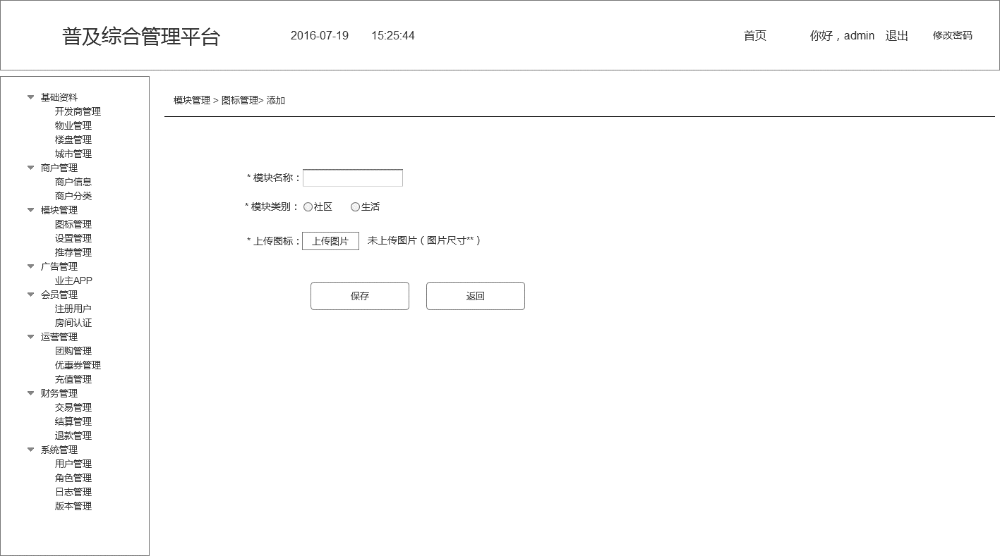 普及综合管理平台 2016-07-19 15:25:44 首页 你好，admin 退出 修改密码
基础资料
开发商管理
物业管理
楼盘管理
城市管理
商户管理
商户信息
商户分类
模块管理
图标管理
设置管理
推荐管理
广告管理
业主APP
会员管理
注册用户
房间认证
运营管理
团购管理
优惠券管理
充值管理
财务管理
交易管理
结算管理
退款管理
系统管理
用户管理
角色管理
日志管理
版本管理
模块管理 > 图标管理> 添加
* 模块名称：
* 模块类别： 社区 生活
* 上传图标： 上传图片 未上传图片（图片尺寸**）
保存 返回